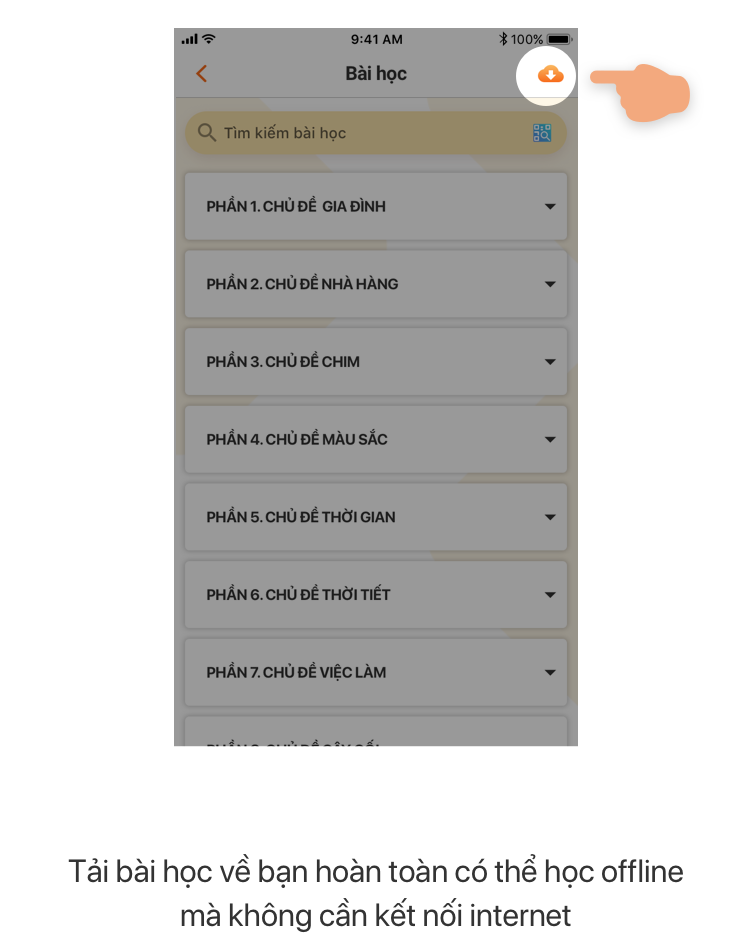 9:41 AM 100%
Bài học
Tìm kiếm bài học
PHẦN 1. CHỦ ĐỀ GIA ĐÌNH
PHẦN 2. CHỦ ĐỀ NHÀ HÀNG
PHẦN 3. CHỦ ĐỀ CHIM
PHẦN 4. CHỦ ĐỀ MÀU SẮC
PHẦN 5. CHỦ ĐỀ THỜI GIAN
PHẦN 6. CHỦ ĐỀ THỜI TIẾT
PHẦN 7. CHỦ ĐỀ VIỆC LÀM
Tải bài học về bạn hoàn toàn có thể học offline
mà không cần kết nối internet